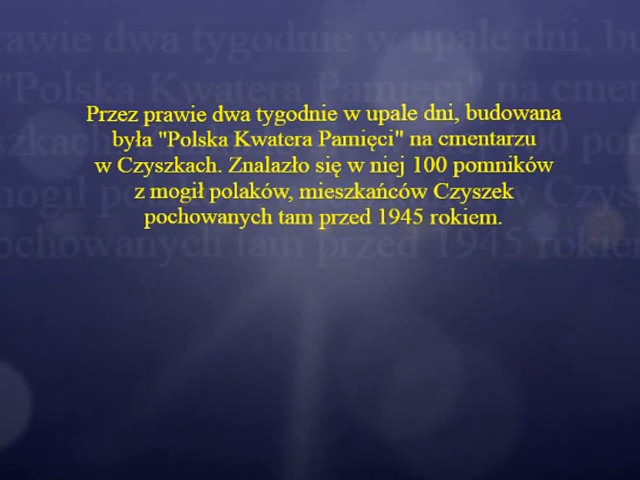 Przez prawie dwa tygodnie w upale dni, budowana
była "Polska Kwatera Pamięci" na cmentarzu
w Czyszkach. Znalazło się w niej 100 pomników
z mogił polaków, mieszkańców Czyszek
pochowanych tam przed 1945 rokiem.